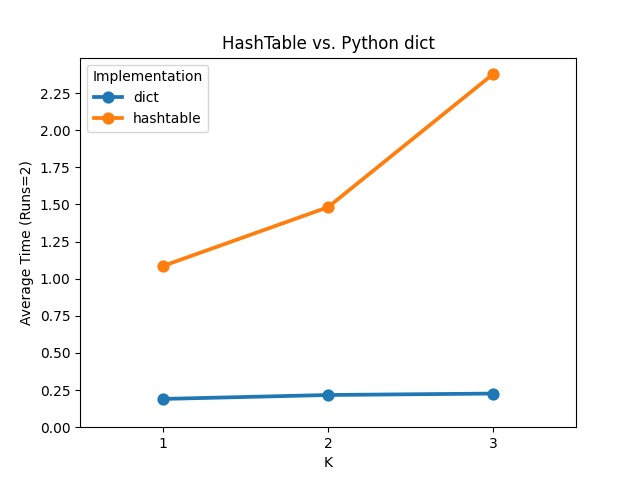 HashTable vs. Python dict
Implementation
dict
hashtable
Average Time (Runs=2)
2.25
2.00
1.75
1.50
1.25
1.00
0.75
0.50
0.25
0.00
1 2 3
K